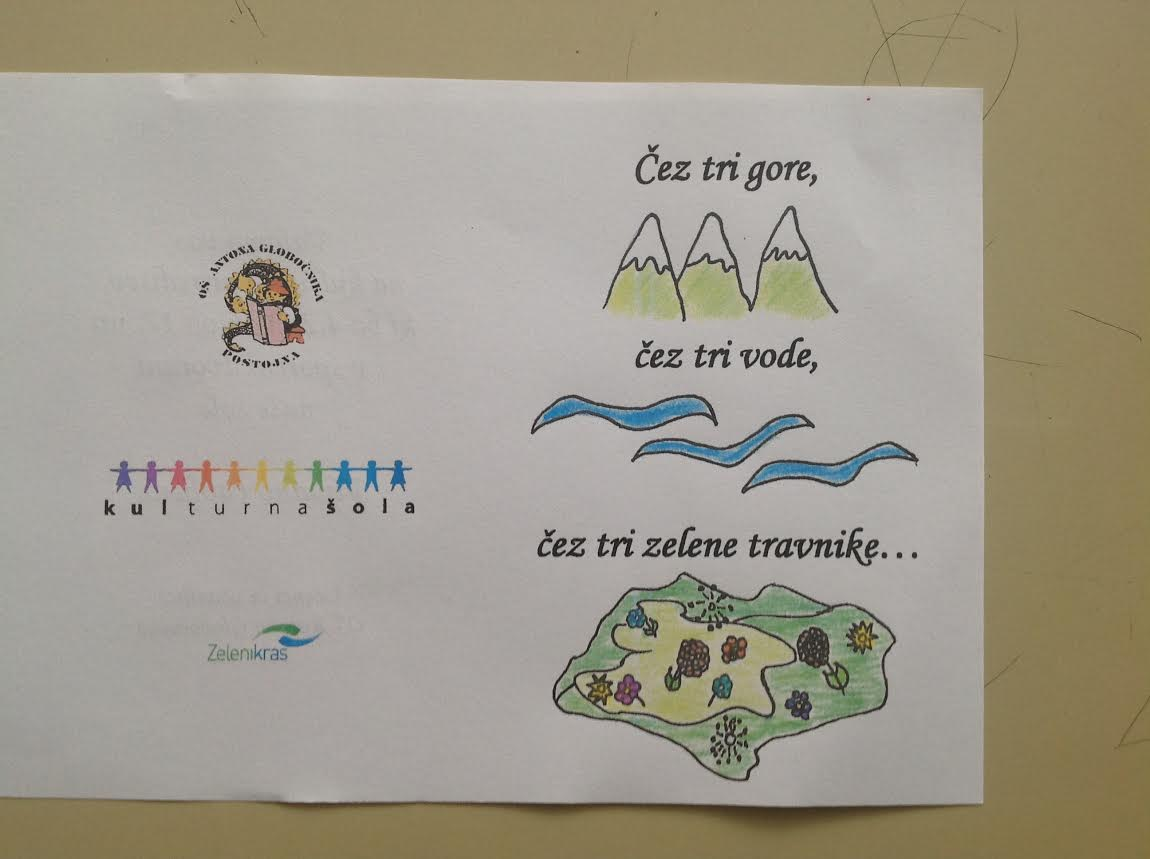 OŠ ANTONA GLOBOČNIKA
POSTOJNA
kulturnašola
Zelenikras
Čez tri gore,
čez tri vode,
čez tri zelene travnike...